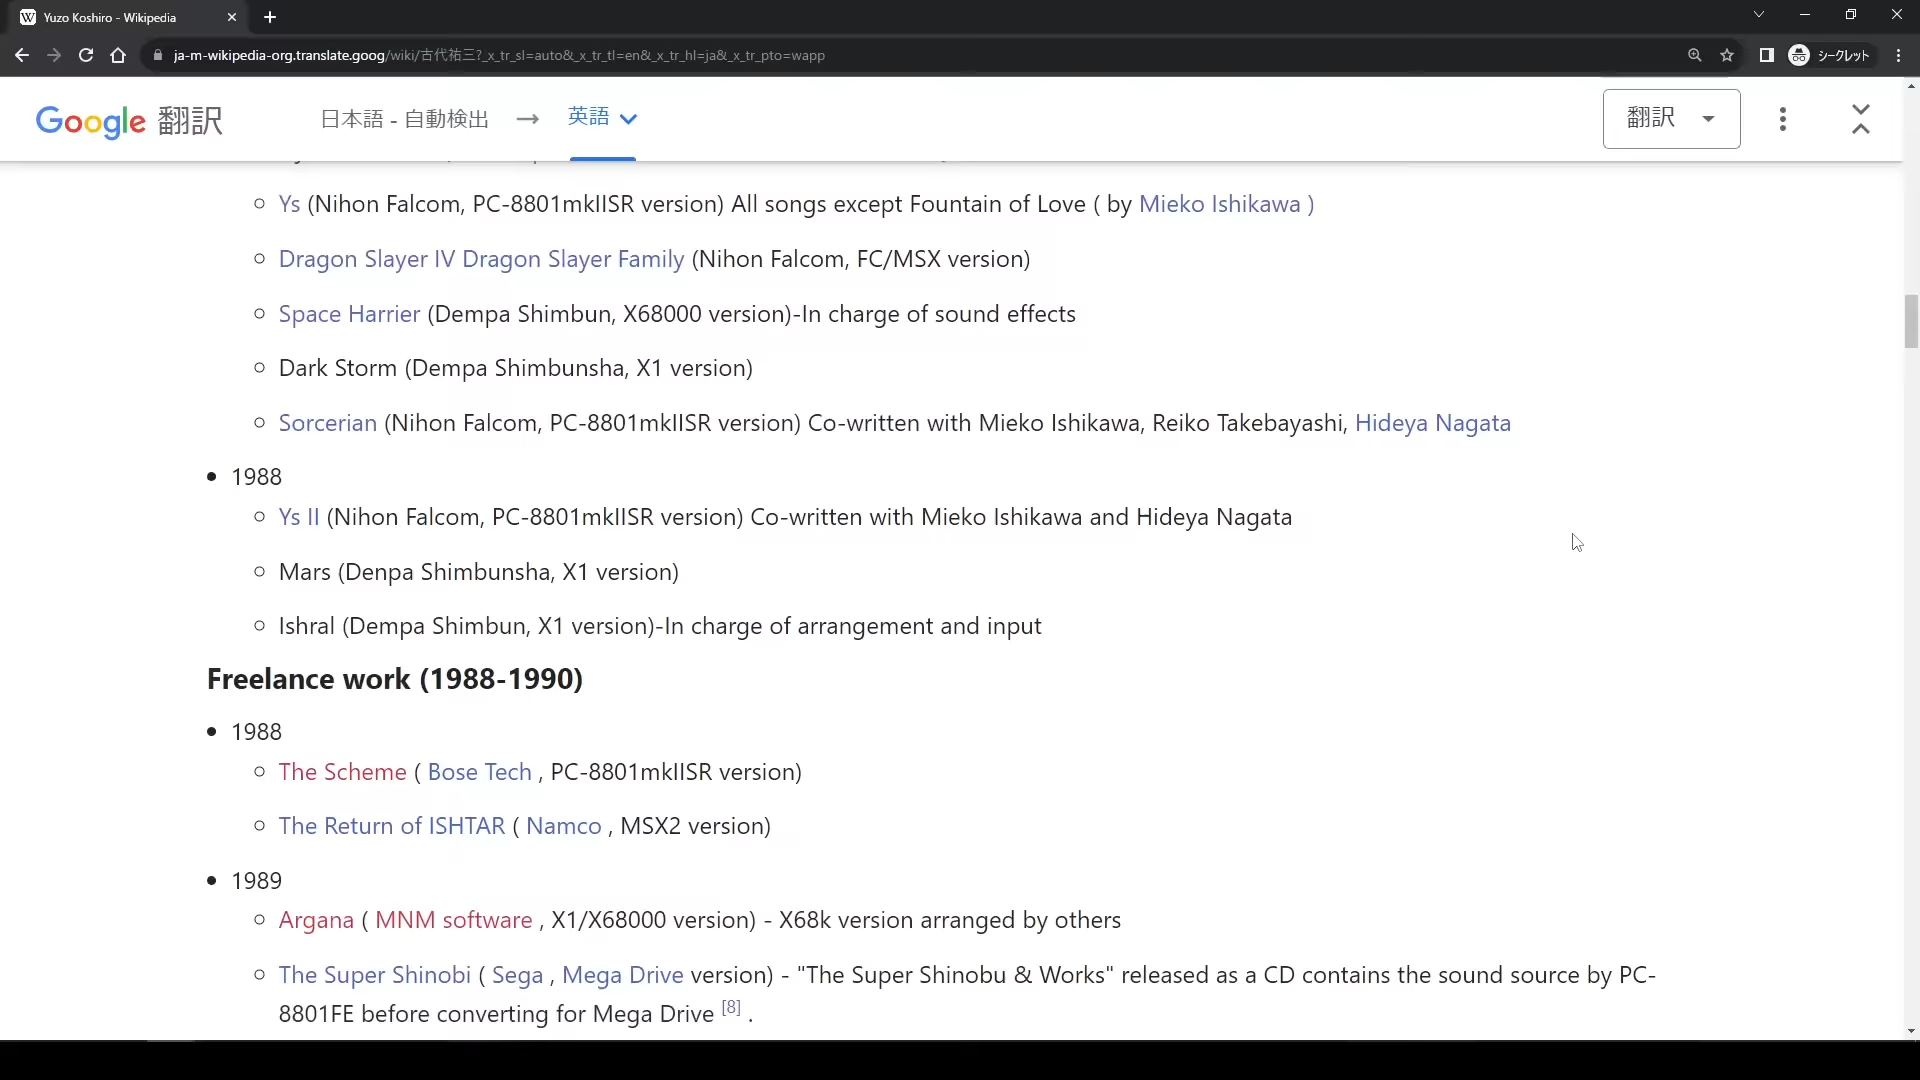 Yuzo Koshiro - Wikipedia
ja-m-wikipedia-org.translate.goog/wiki/古代祐三?_x_tr_sl=auto&_x_tr_tl=en&_x_tr_hl=ja&_x_tr_pto=wapp
シークレット
Google 翻訳
日本語 - 自動検出 → 英語
翻訳
Ys (Nihon Falcom, PC-8801mkIISR version) All songs except Fountain of Love ( by Mieko Ishikawa )
Dragon Slayer IV Dragon Slayer Family (Nihon Falcom, FC/MSX version)
Space Harrier (Dempa Shimbun, X68000 version)-In charge of sound effects
Dark Storm (Dempa Shimbunsha, X1 version)
Sorcerian (Nihon Falcom, PC-8801mkIISR version) Co-written with Mieko Ishikawa, Reiko Takebayashi, Hideya Nagata
1988
Ys II (Nihon Falcom, PC-8801mkIISR version) Co-written with Mieko Ishikawa and Hideya Nagata
Mars (Denpa Shimbunsha, X1 version)
Ishral (Dempa Shimbun, X1 version)-In charge of arrangement and input
Freelance work (1988-1990)
1988
The Scheme ( Bose Tech , PC-8801mkIISR version)
The Return of ISHTAR ( Namco , MSX2 version)
1989
Argana ( MNM software , X1/X68000 version) - X68k version arranged by others
The Super Shinobi ( Sega , Mega Drive version) - "The Super Shinobu & Works" released as a CD contains the sound source by PC-
8801FE before converting for Mega Drive [8] .